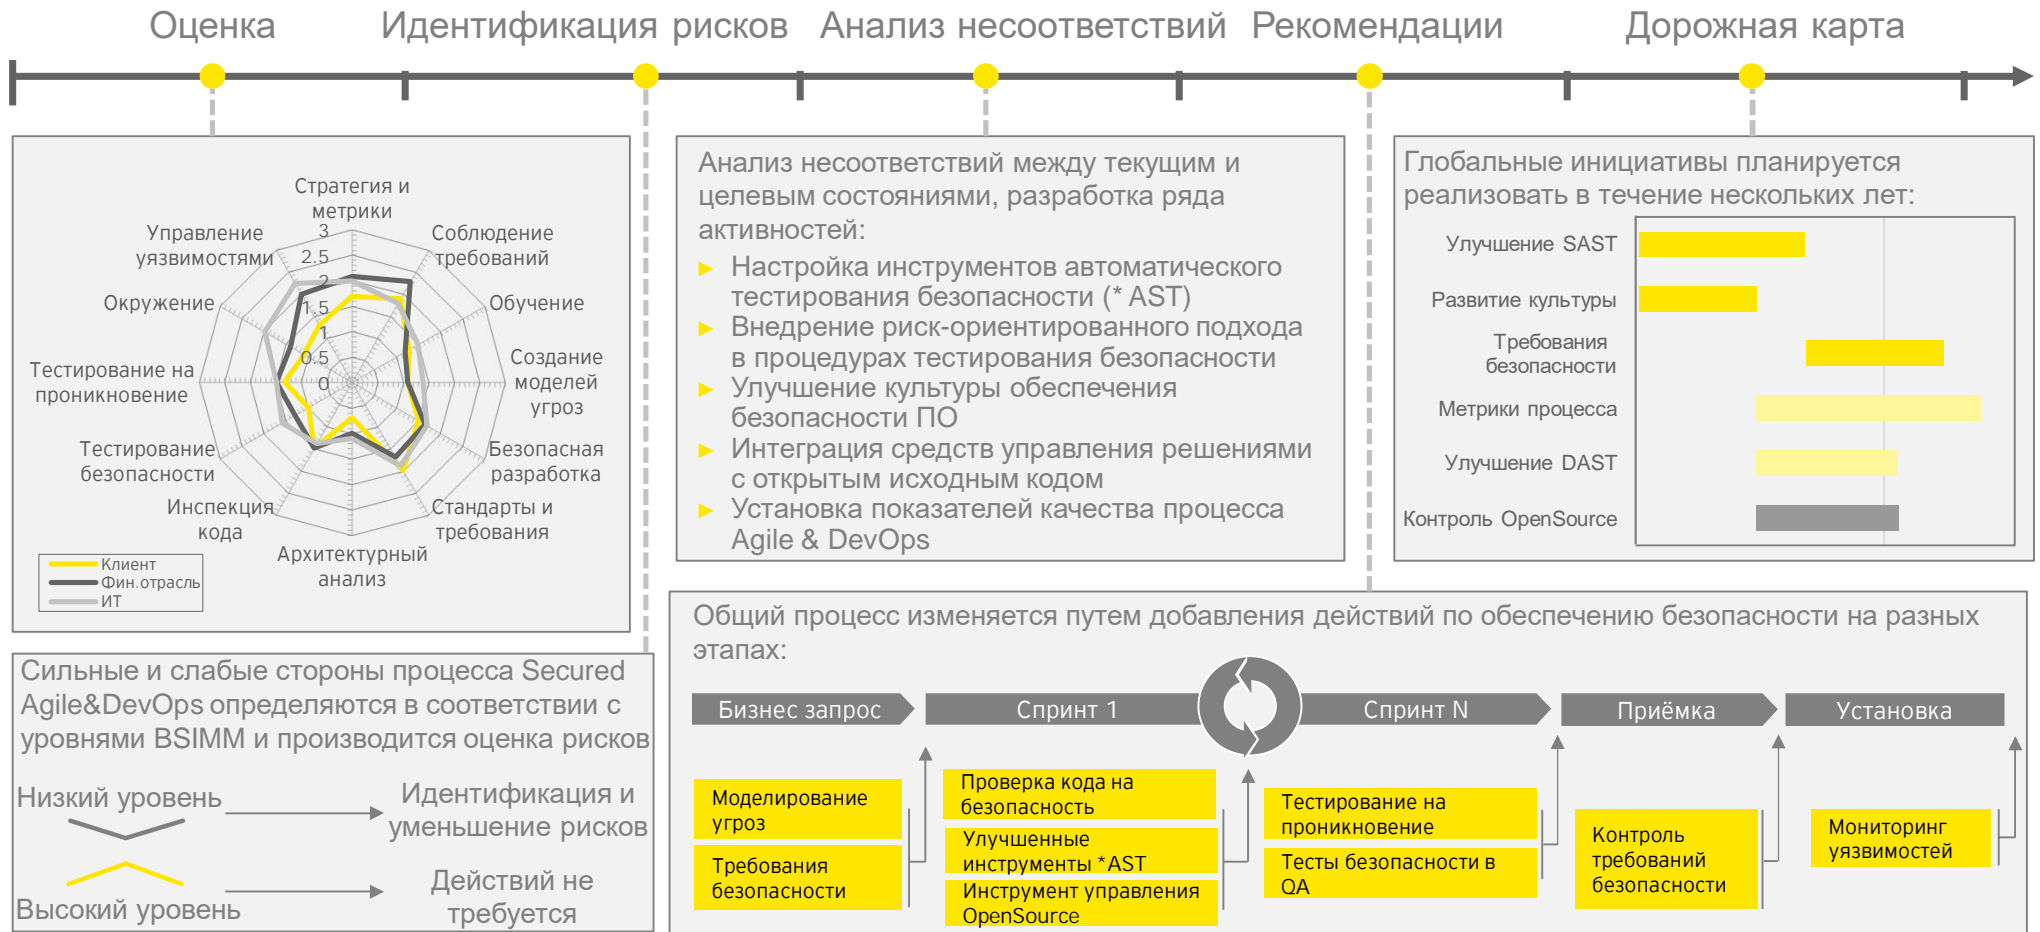 Оценка
Идентификация рисков
Анализ несоответствий
Рекомендации
Дорожная карта
Стратегия и
метрики
Соблюдение
требований
Обучение
Создание
моделей
угроз
Безопасная
разработка
Стандарты и
требования
Архитектурный
анализ
Инспекция
кода
Тестирование
безопасности
Тестирование на
проникновение
Окружение
Управление
уязвимостями
3
2.5
2
1.5
1
0.5
0
Клиент
Фин.отрасль
ИТ
Сильные и слабые стороны процесса Secured
Agile&DevOps определяются в соответствии с
уровнями BSIMM и производится оценка рисков
Низкий уровень
Идентификация и
уменьшение рисков
Высокий уровень
Действий не
требуется
Анализ несоответствий между текущим и
целевым состояниями, разработка ряда
активностей:
► Настройка инструментов автоматического
тестирования безопасности (* AST)
► Внедрение риск-ориентированного подхода
в процедурах тестирования безопасности
► Улучшение культуры обеспечения
безопасности ПО
► Интеграция средств управления решениями
с открытым исходным кодом
► Установка показателей качества процесса
Agile & DevOps
Глобальные инициативы планируется
реализовать в течение нескольких лет:
Улучшение SAST
Развитие культуры
Требования
безопасности
Метрики процесса
Улучшение DAST
Контроль OpenSource
Общий процесс изменяется путем добавления действий по обеспечению безопасности на разных
этапах:
Бизнес запрос
Спринт 1
Спринт N
Приёмка
Установка
Моделирование
угроз
Требования
безопасности
Проверка кода на
безопасность
Улучшенные
инструменты *AST
Инструмент управления
OpenSource
Тестирование на
проникновение
Тесты безопасности в
QA
Контроль
требований
безопасности
Мониторинг
уязвимостей